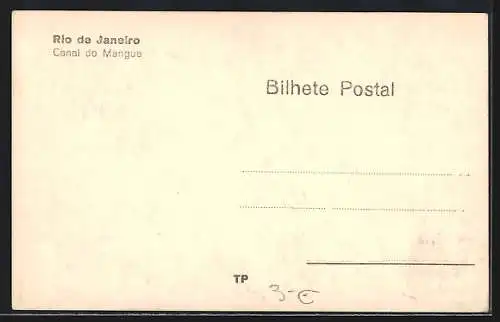 Rio de Janeiro
Canal do Mangue
Bilhete Postal
TP
3-€